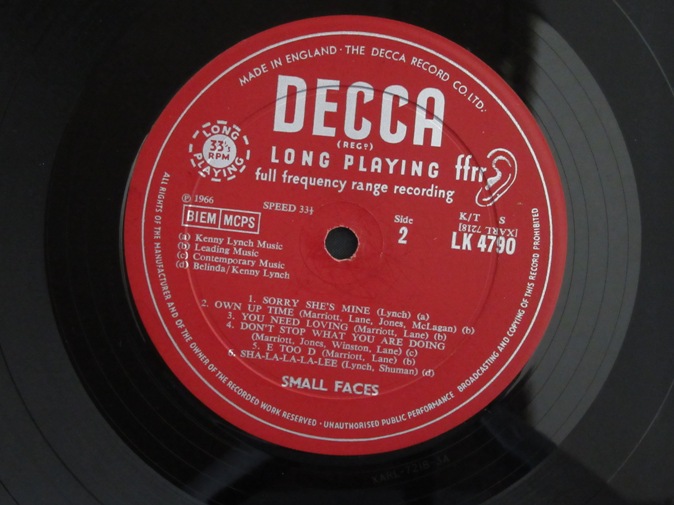 MADE IN ENGLAND · THE DECCA RECORD CO. LTD.
DECCA
(REGD)
LONG PLAYING ffrr
full frequency range recording
LONG
33⅓
RPM
PLAYING
℗ 1966
SPEED 33⅓
BIEM MCPS
Side
2
S T/K
(XARL 7218)
LK 4790
(a) Kenny Lynch Music
(b) Leading Music
(c) Contemporary Music
(d) Belinda/Kenny Lynch
1. SORRY SHE'S MINE (Lynch) (a)
2. OWN UP TIME (Marriott, Lane, Jones, McLagan) (b)
3. YOU NEED LOVING (Marriott, Lane) (b)
4. DON'T STOP WHAT YOU ARE DOING
(Marriott, Jones, Winston, Lane) (c)
5. E TOO D (Marriott, Lane) (b)
6. SHA-LA-LA-LA-LEE (Lynch, Shuman) (d)
SMALL FACES
ALL RIGHTS OF THE MANUFACTURER AND OF THE OWNER OF THE RECORDED WORK RESERVED · UNAUTHORISED PUBLIC PERFORMANCE BROADCASTING AND COPYING OF THIS RECORD PROHIBITED